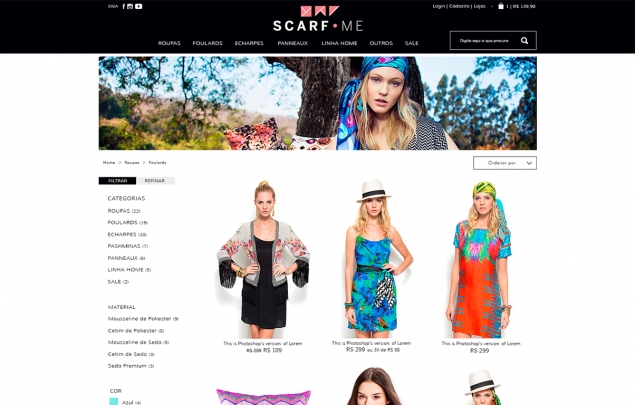 SIGA
Login | Cadastro | Lojas - 1 | R$ 139,90
SCARF•ME
ROUPAS FOULARDS ECHARPES PANNEAUX LINHA HOME OUTROS SALE
Digite aqui o que procura
Home > Roupas > Foulards
Ordenar por
FILTRAR REFINAR
CATEGORIAS
ROUPAS (22)
FOULARDS (19)
ECHARPES (10)
PASHMINAS (7)
PANNEAUX (6)
LINHA HOME (5)
SALE (2)
MATERIAL
Mousseline de Poliester (9)
Cetim de Poliester (2)
Mousseline de Seda (5)
Cetim de Seda (3)
Seda Premium (3)
COR
Azul (4)
This is Photoshop's version of Lorem
R$ 299 R$ 189
This is Photoshop's version of Lorem
R$ 299 ou 3X de R$ 98
This is Photoshop's version of Lorem
R$ 299